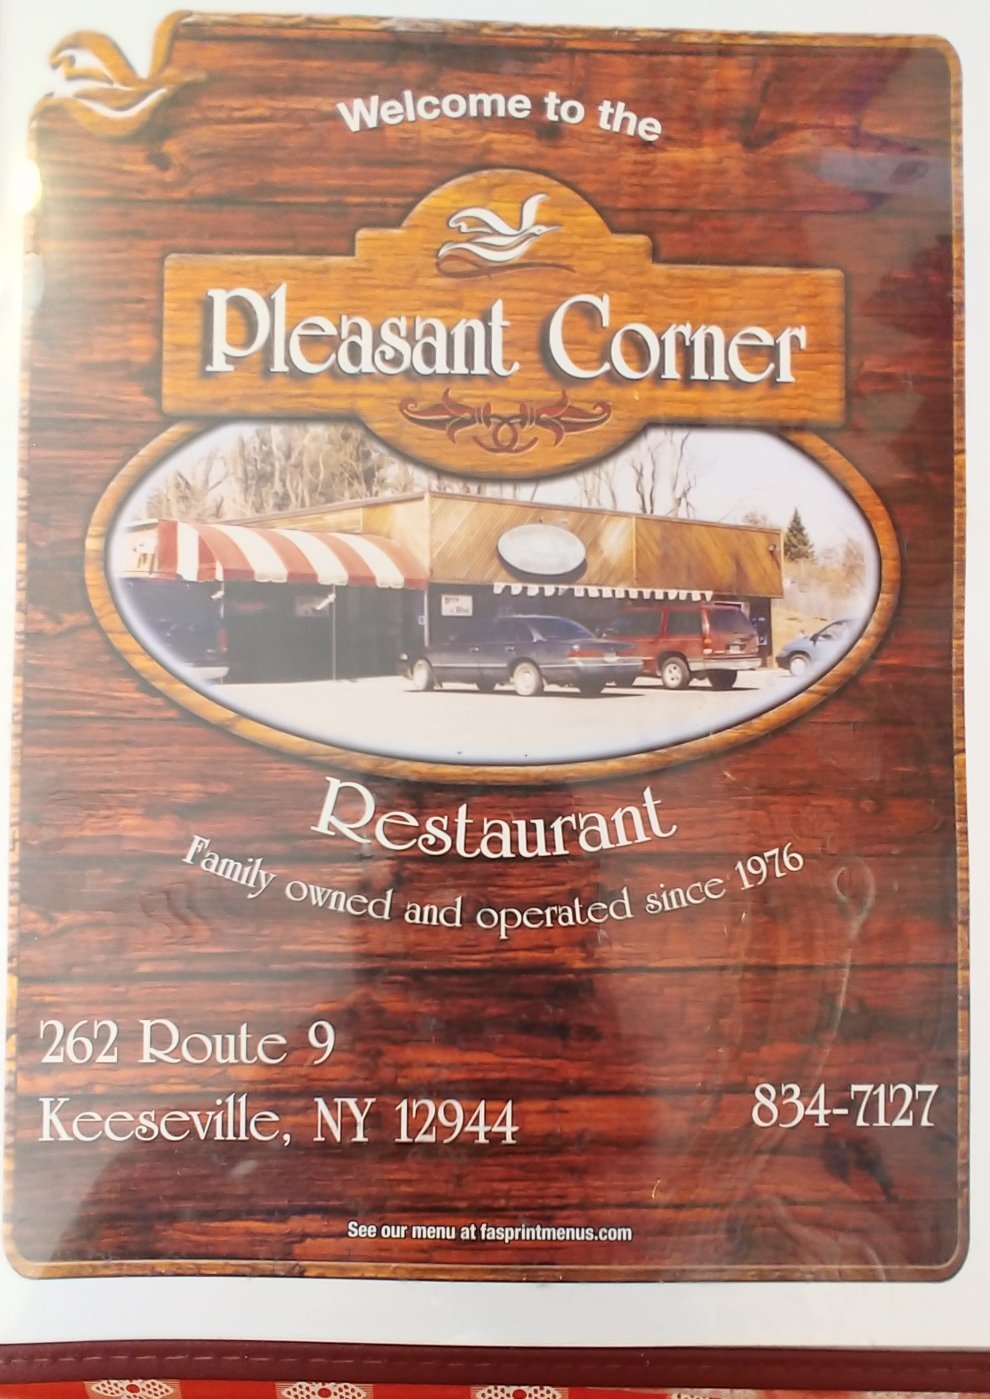 Welcome to the
Pleasant Corner
Restaurant
Family owned and operated since 1976
262 Route 9
Keeseville, NY 12944
834-7127
See our menu at fasprintmenus.com